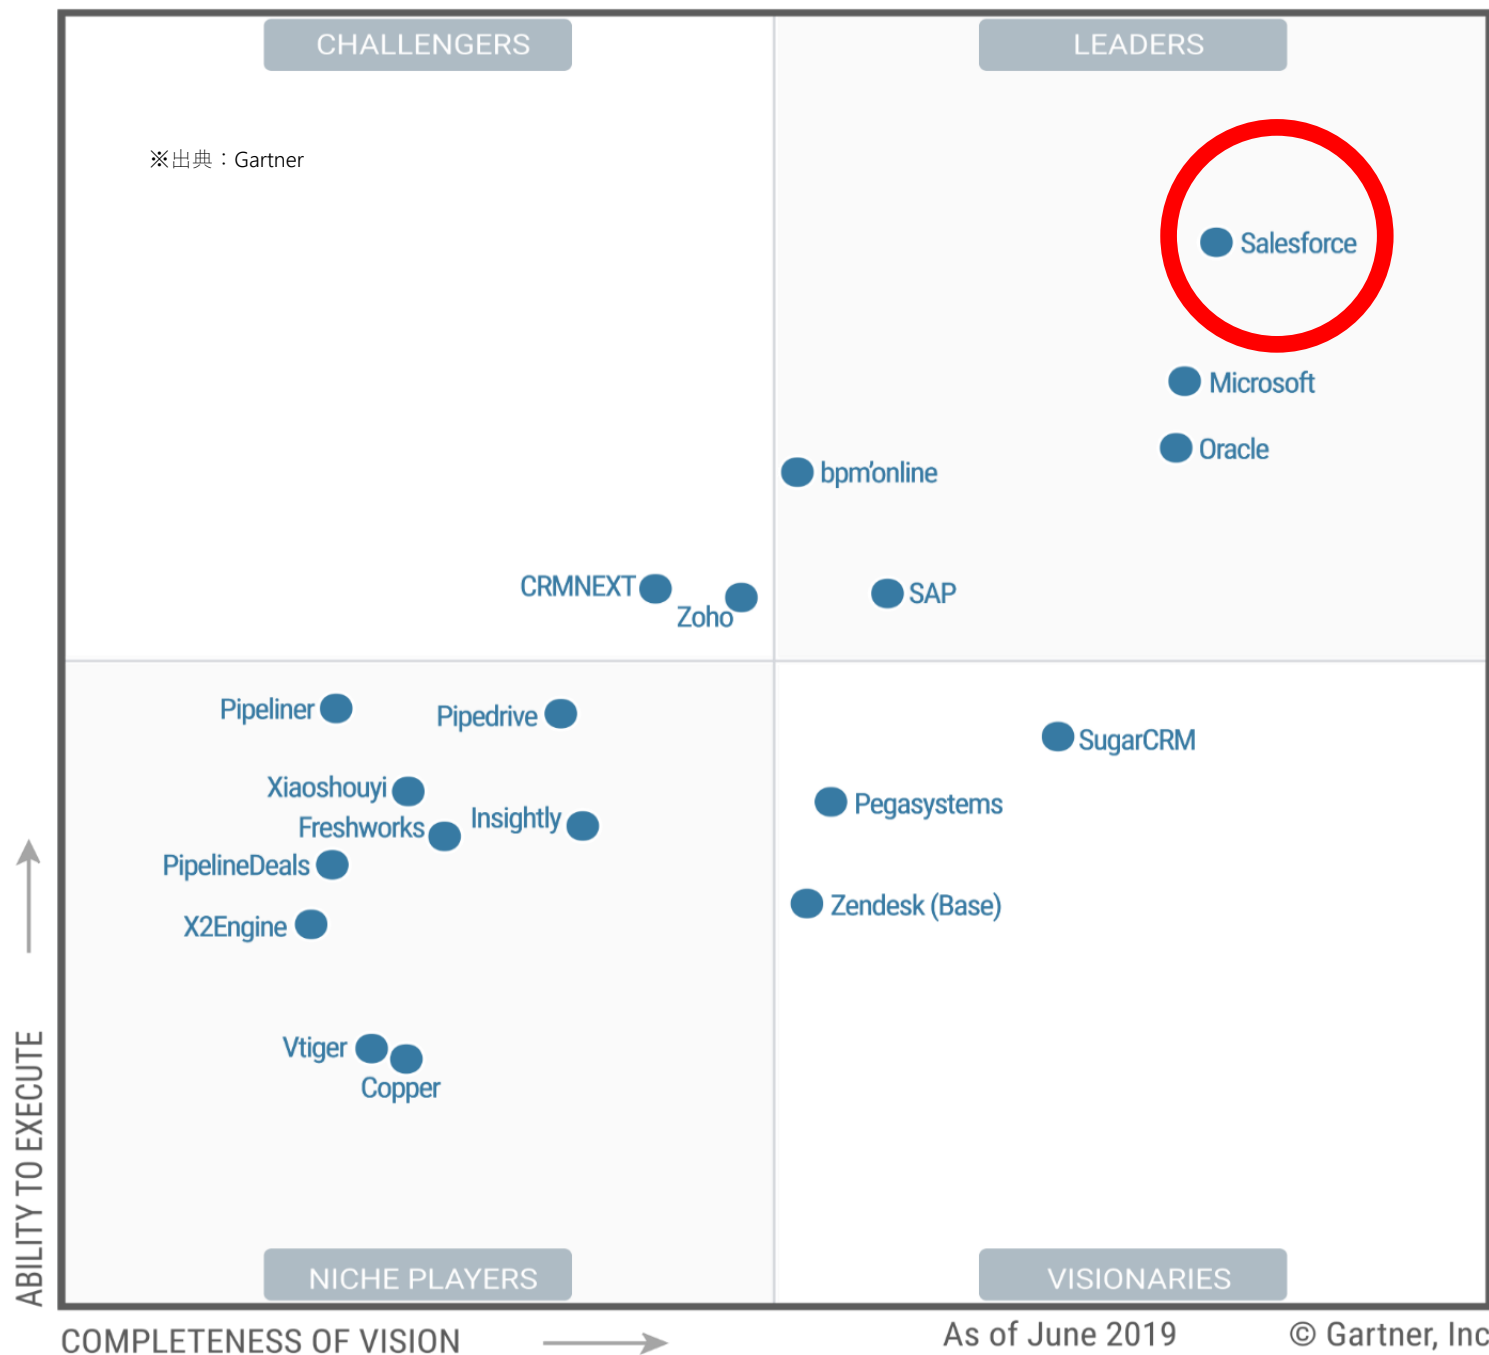 CHALLENGERS
LEADERS
※出典：Gartner
Salesforce
Microsoft
Oracle
bpm'online
CRMNEXT
Zoho
SAP
Pipeliner
Pipedrive
SugarCRM
Xiaoshouyi
Pegasystems
Freshworks
Insightly
PipelineDeals
Zendesk (Base)
X2Engine
Vtiger
Copper
ABILITY TO EXECUTE
NICHE PLAYERS
VISIONARIES
COMPLETENESS OF VISION
As of June 2019
© Gartner, Inc